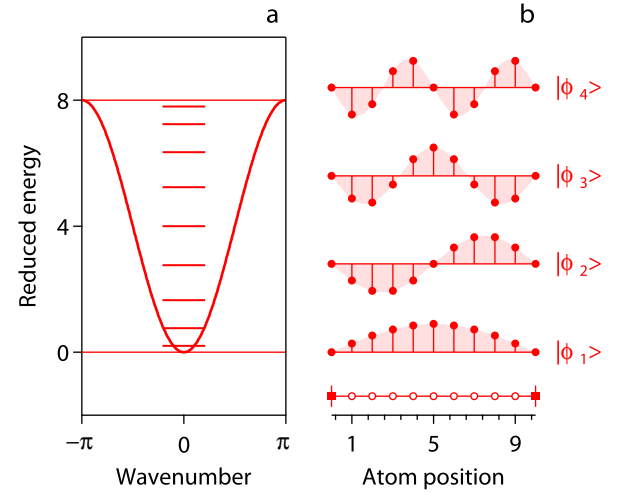 a
b
8
4
0
Reduced energy
−π 0 π
Wavenumber
|ϕ 4>
|ϕ 3>
|ϕ 2>
|ϕ 1>
1 5 9
Atom position